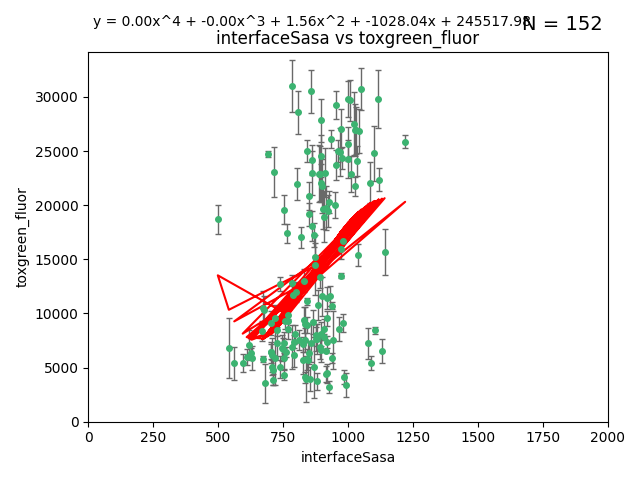 y = 0.00x^4 + -0.00x^3 + 1.56x^2 + -1028.04x + 245517.98
N = 152
interfaceSasa vs toxgreen_fluor
30000
25000
20000
15000
10000
5000
0
toxgreen_fluor
0 250 500 750 1000 1250 1500 1750 2000
interfaceSasa